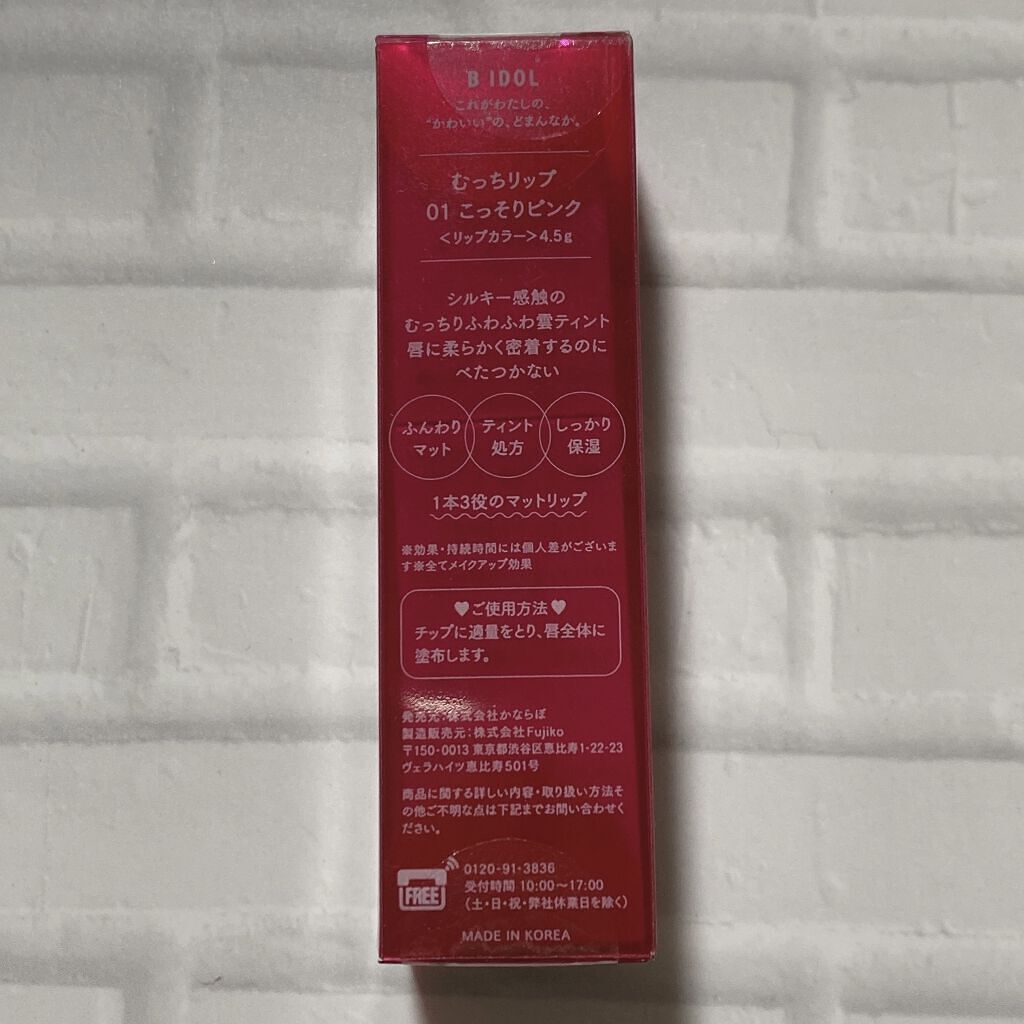 B IDOL
これがわたしの、
“かわいい”の、どまんなか。
むっちリップ
01 こっそりピンク
＜リップカラー＞4.5g
シルキー感触の
むっちりふわふわ雲ティント
唇に柔らかく密着するのに
べたつかない
ふんわり ティント しっかり
マット 処方 保湿
1本3役のマットリップ
※効果・持続時間には個人差がございま
す※全てメイクアップ効果
♥ご使用方法♥
チップに適量をとり、唇全体に
塗布します。
発売元：株式会社かならぼ
製造販売元：株式会社Fujiko
〒150-0013 東京都渋谷区恵比寿1-22-23
ヴェラハイツ恵比寿501号
商品に関する詳しい内容・取り扱い方法そ
の他ご不明な点は下記までお問い合わせく
ださい。
FREE
0120-91-3836
受付時間 10:00～17:00
（土・日・祝・弊社休業日を除く）
MADE IN KOREA